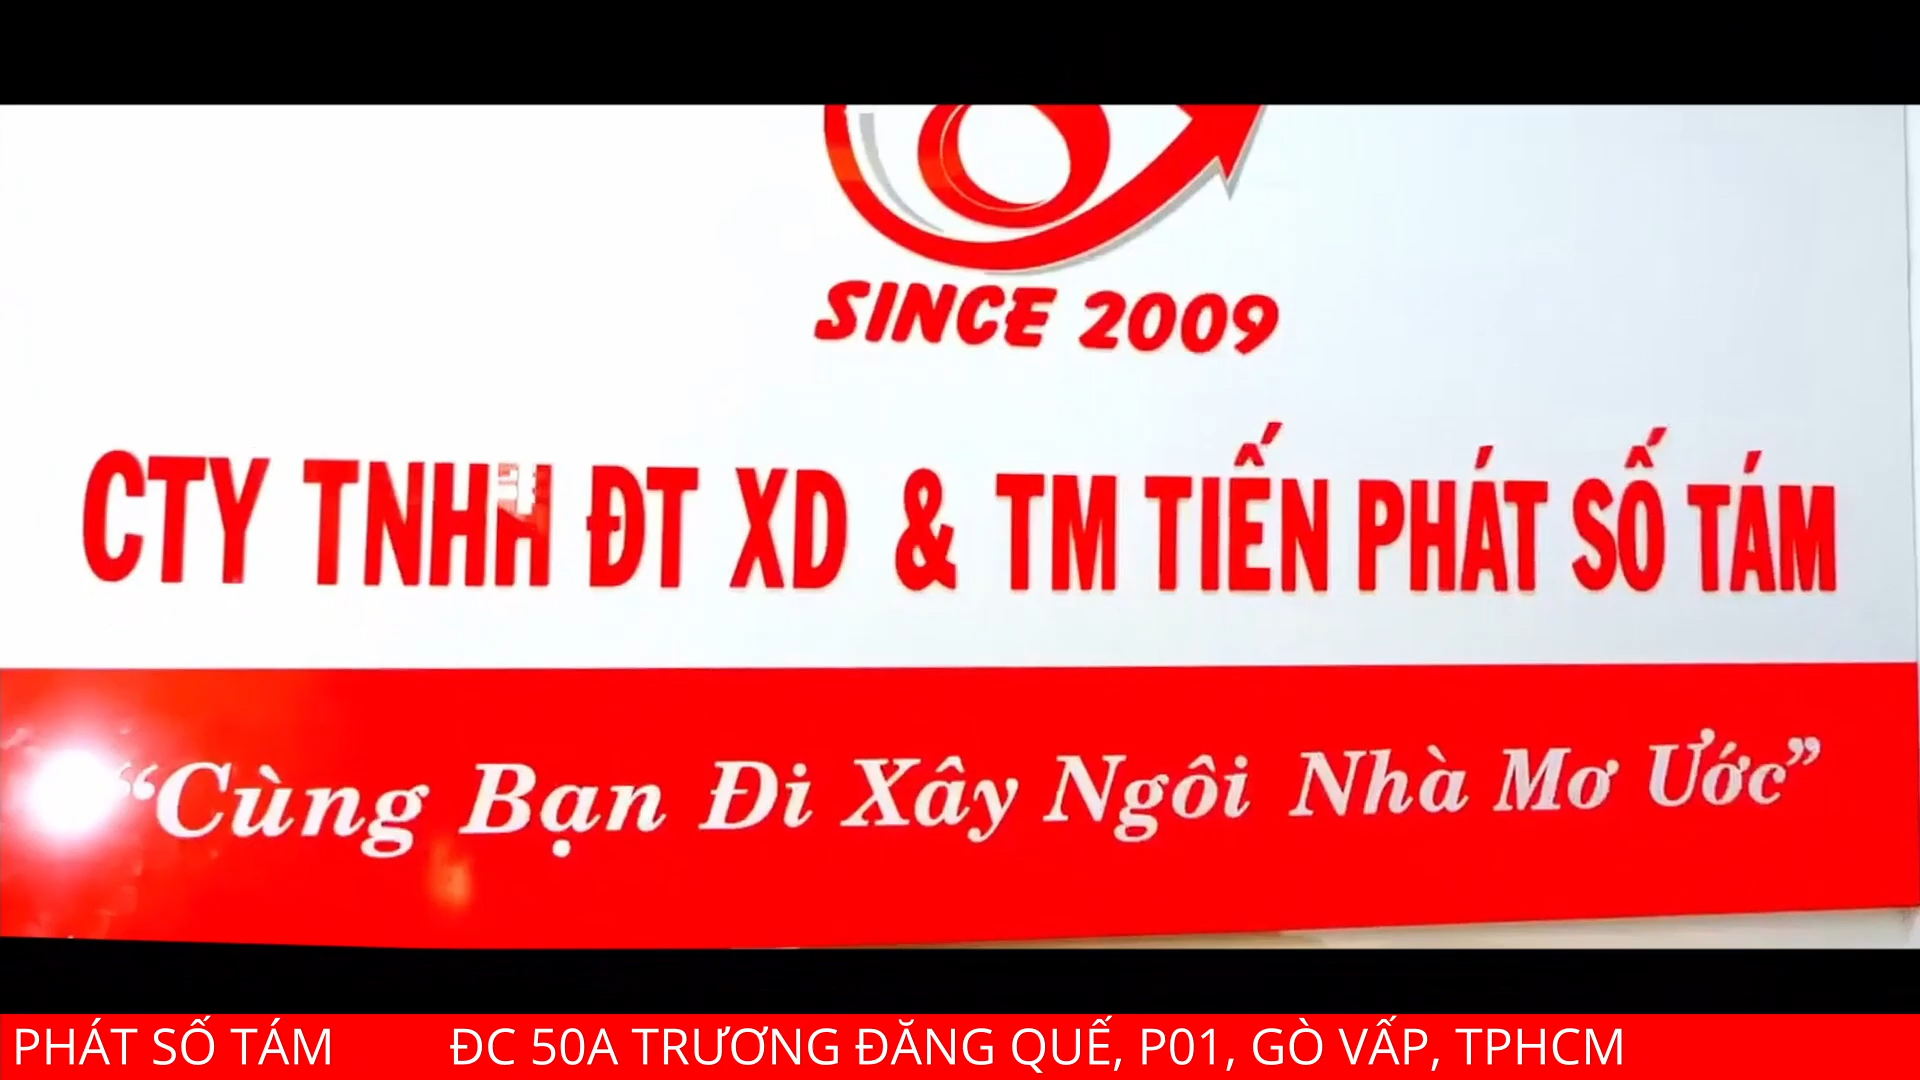 SINCE 2009
CTY TNHH ĐT XD & TM TIẾN PHÁT SỐ TÁM
"Cùng Bạn Đi Xây Ngôi Nhà Mơ Ước"
PHÁT SỐ TÁM ĐC 50A TRƯƠNG ĐĂNG QUẾ, P01, GÒ VẤP, TPHCM